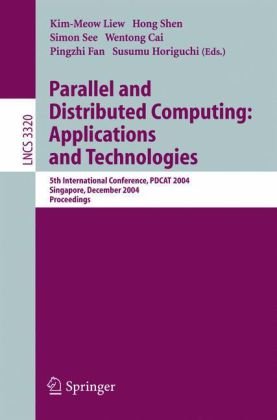 Kim-Meow Liew Hong Shen
Simon See Wentong Cai
Pingzhi Fan Susumu Horiguchi (Eds.)
LNCS 3320
Parallel and
Distributed Computing:
Applications
and Technologies
5th International Conference, PDCAT 2004
Singapore, December 2004
Proceedings
Springer